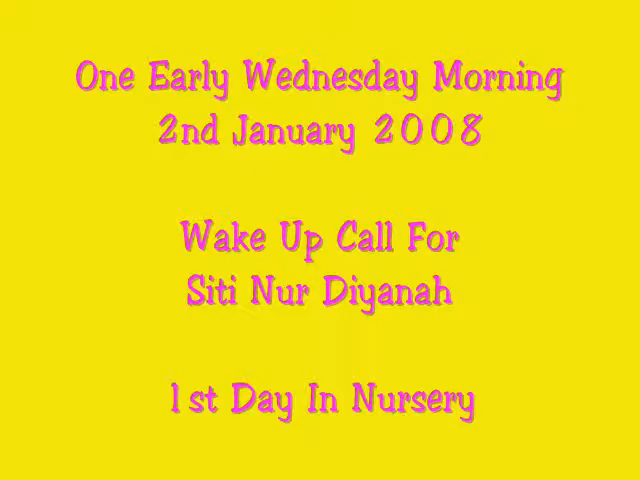 One Early Wednesday Morning
2nd January 2008
Wake Up Call For
Siti Nur Diyanah
1st Day In Nursery